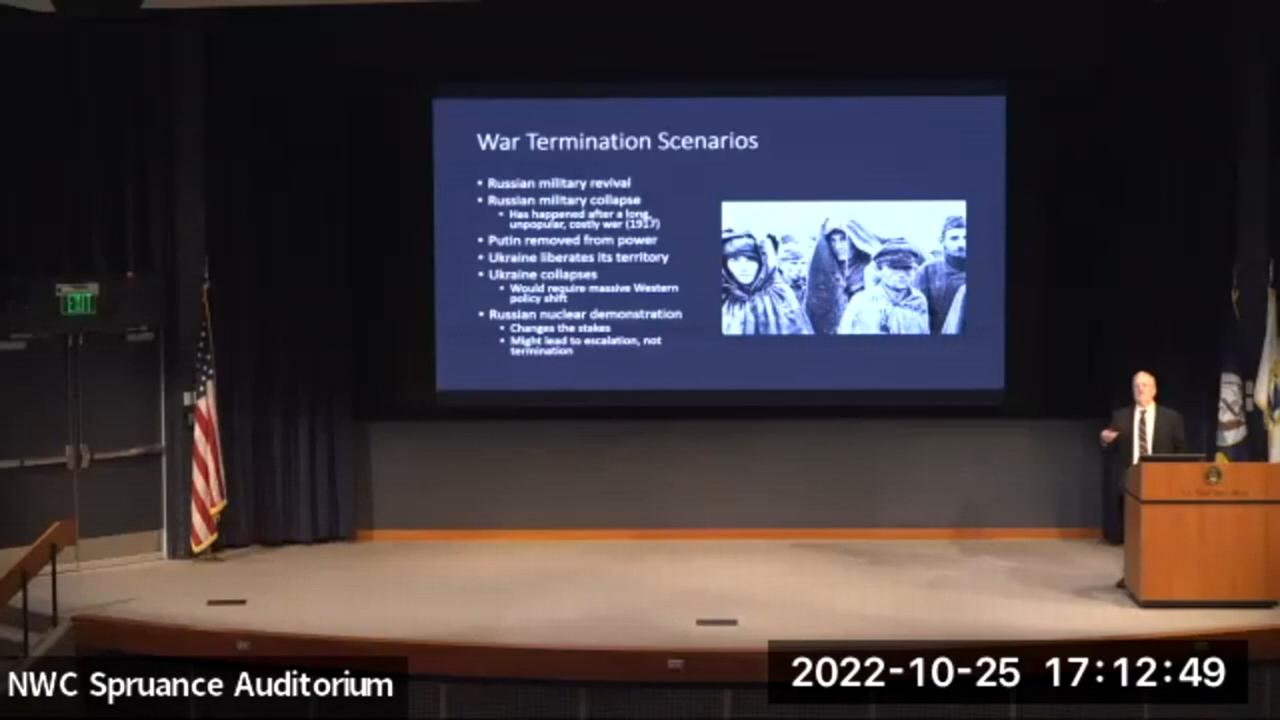 War Termination Scenarios
• Russian military revival
• Russian military collapse
• Has happened after a long,
unpopular, costly war (1917)
• Putin removed from power
• Ukraine liberates its territory
• Ukraine collapses
• Would require massive Western
policy shift
• Russian nuclear demonstration
• Changes the stakes
• Might lead to escalation, not
termination
EXIT
NWC Spruance Auditorium
2022-10-25 17:12:49